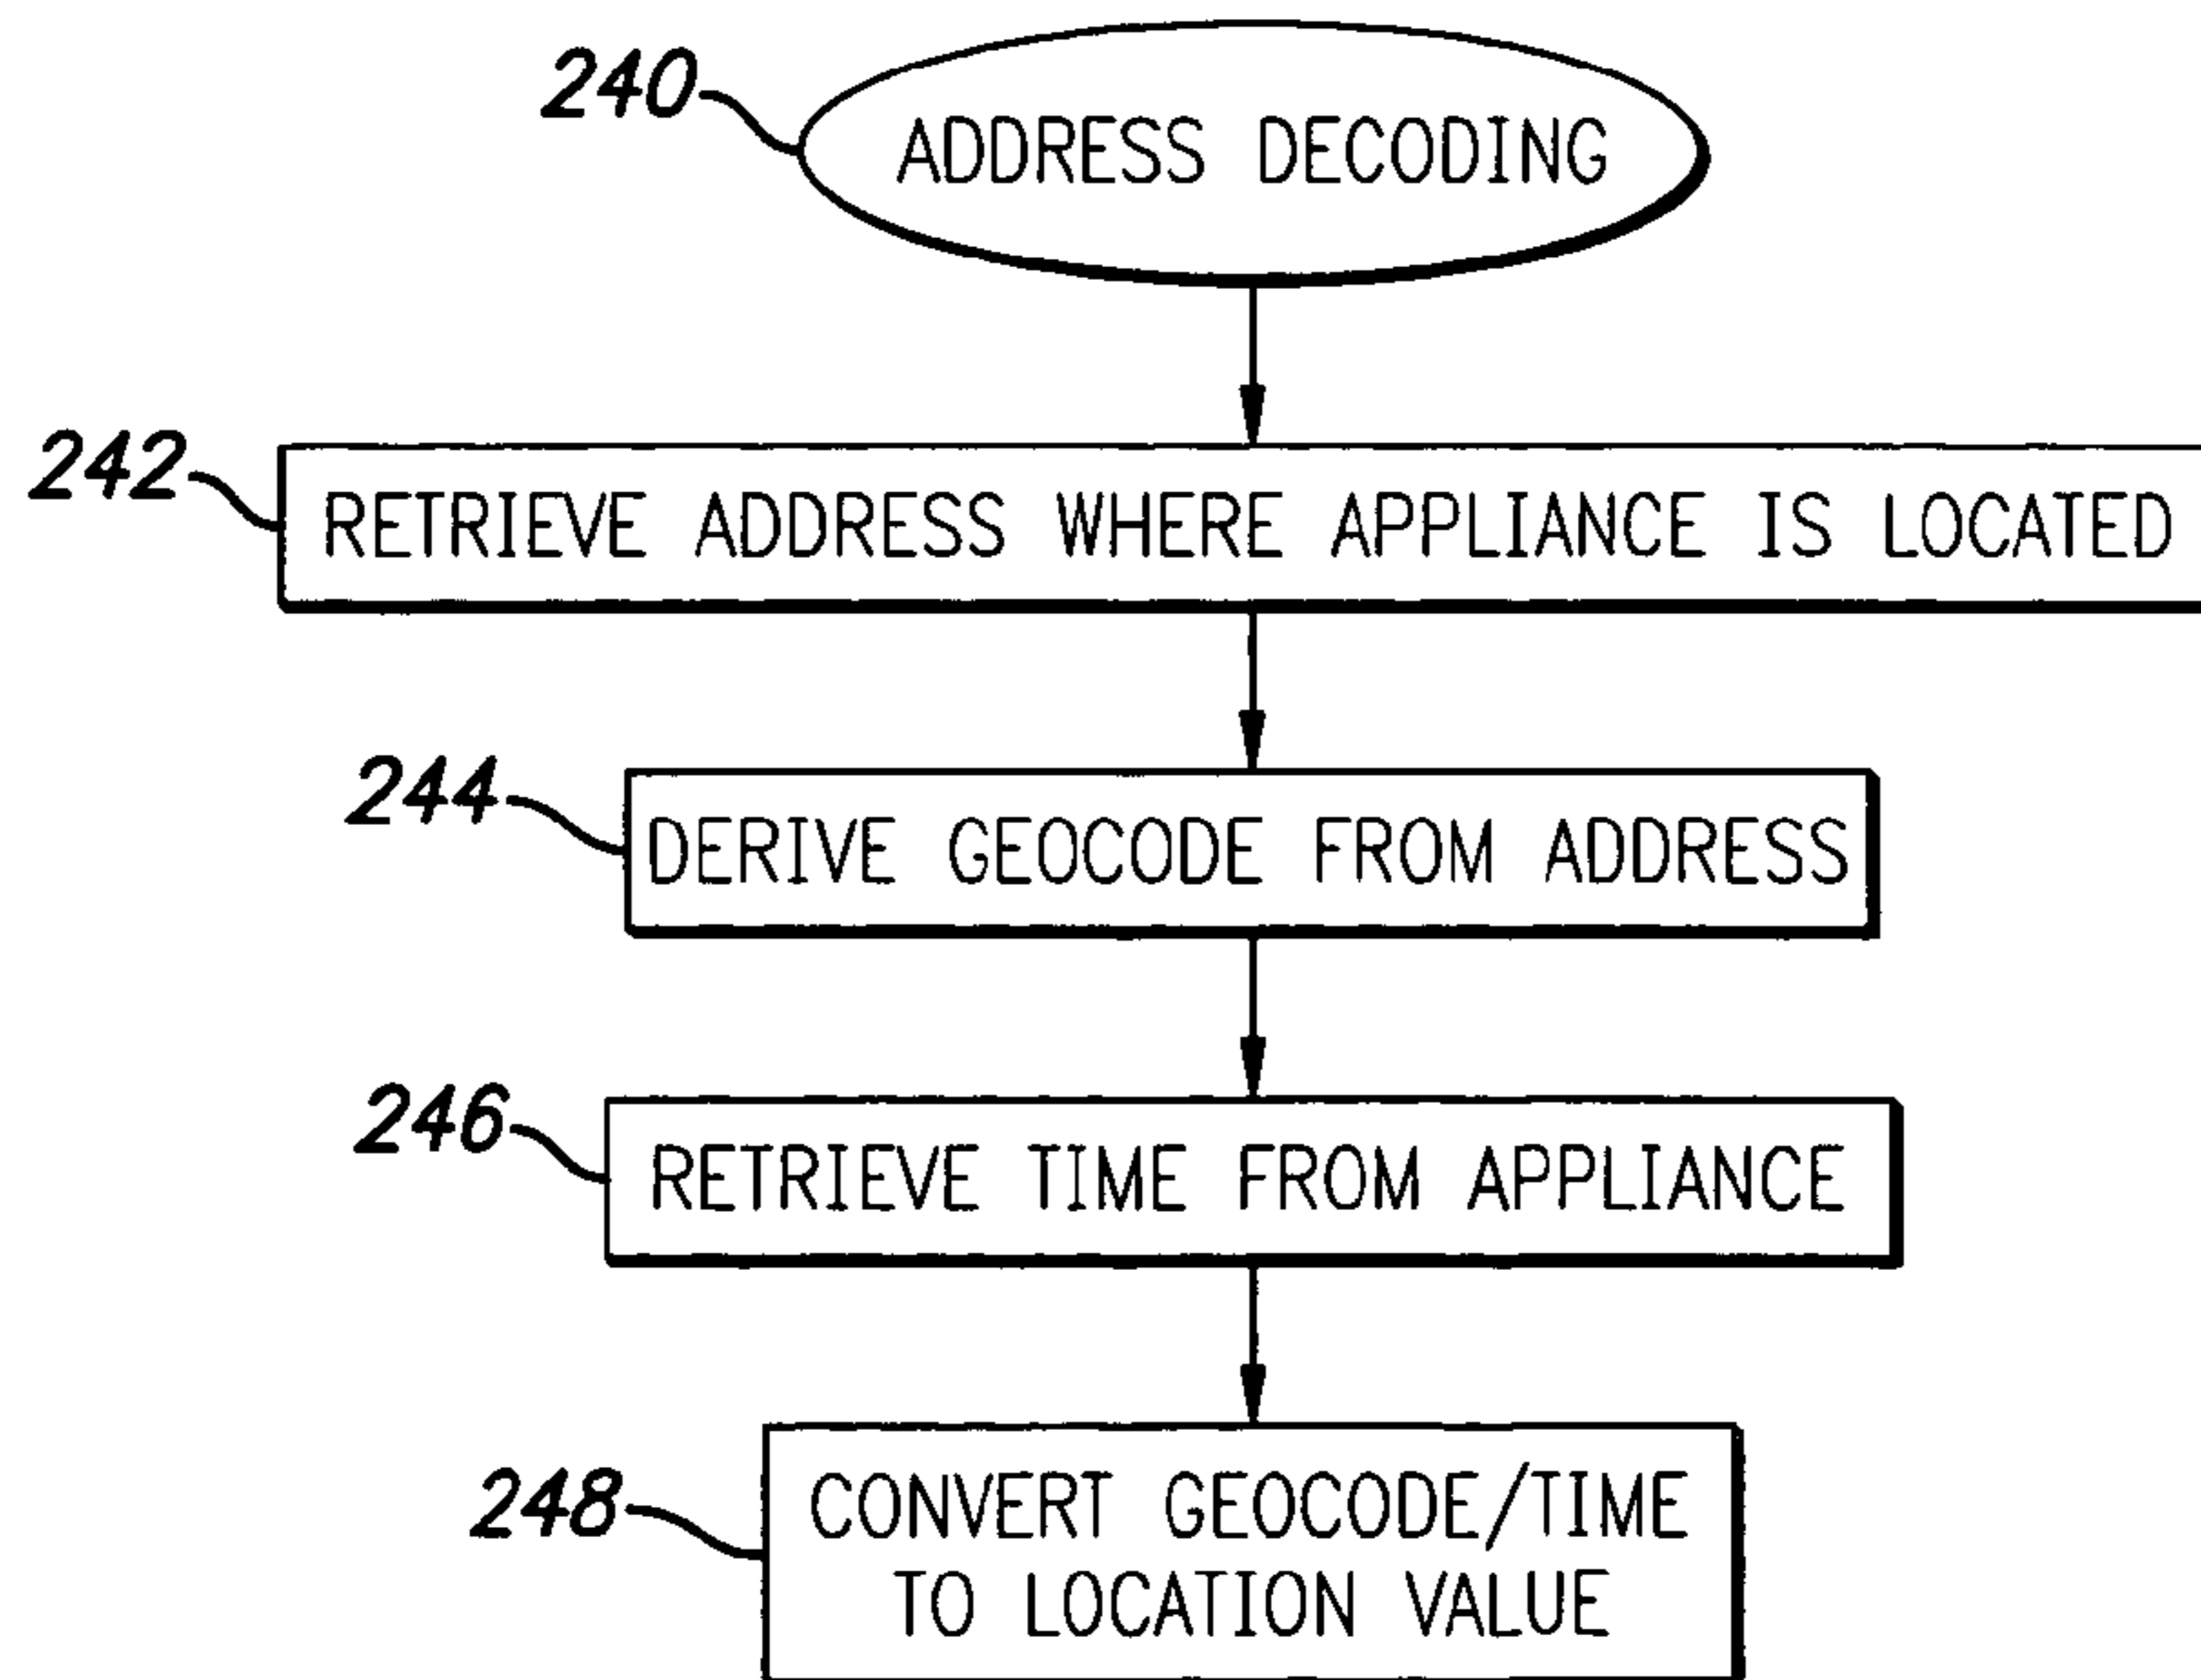 240
ADDRESS DECODING
242
RETRIEVE ADDRESS WHERE APPLIANCE IS LOCATED
244
DERIVE GEOCODE FROM ADDRESS
246
RETRIEVE TIME FROM APPLIANCE
248
CONVERT GEOCODE/TIME
TO LOCATION VALUE